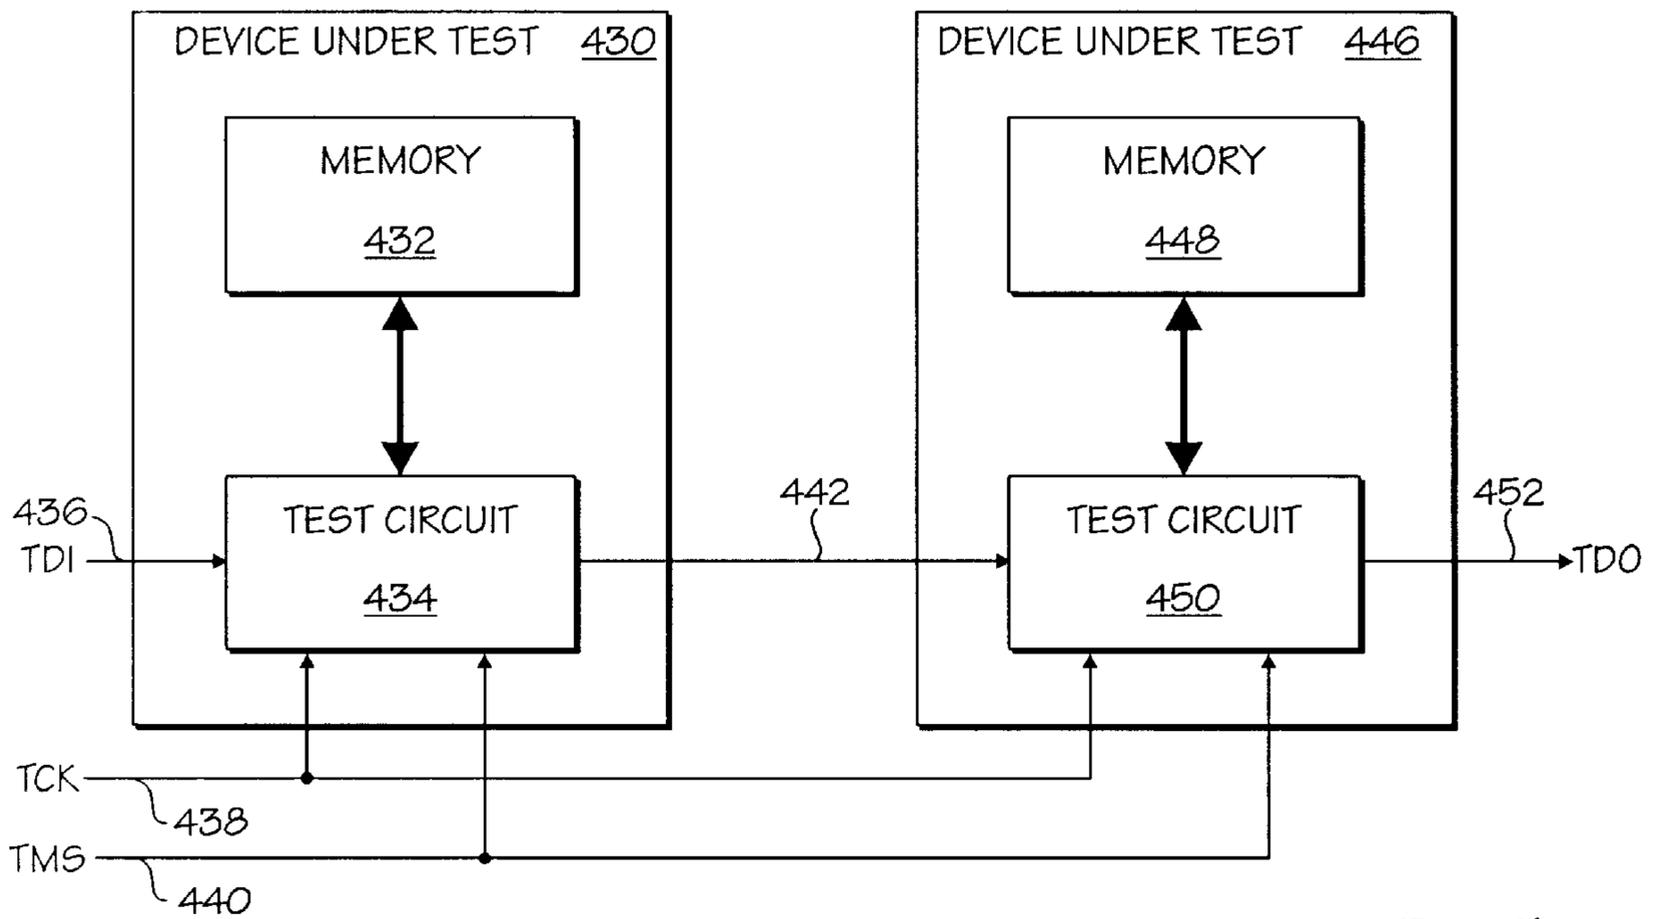 DEVICE UNDER TEST 430
DEVICE UNDER TEST 446
MEMORY
432
MEMORY
448
436
TDI
TEST CIRCUIT
434
442
TEST CIRCUIT
450
452
TDO
TCK
438
TMS
440